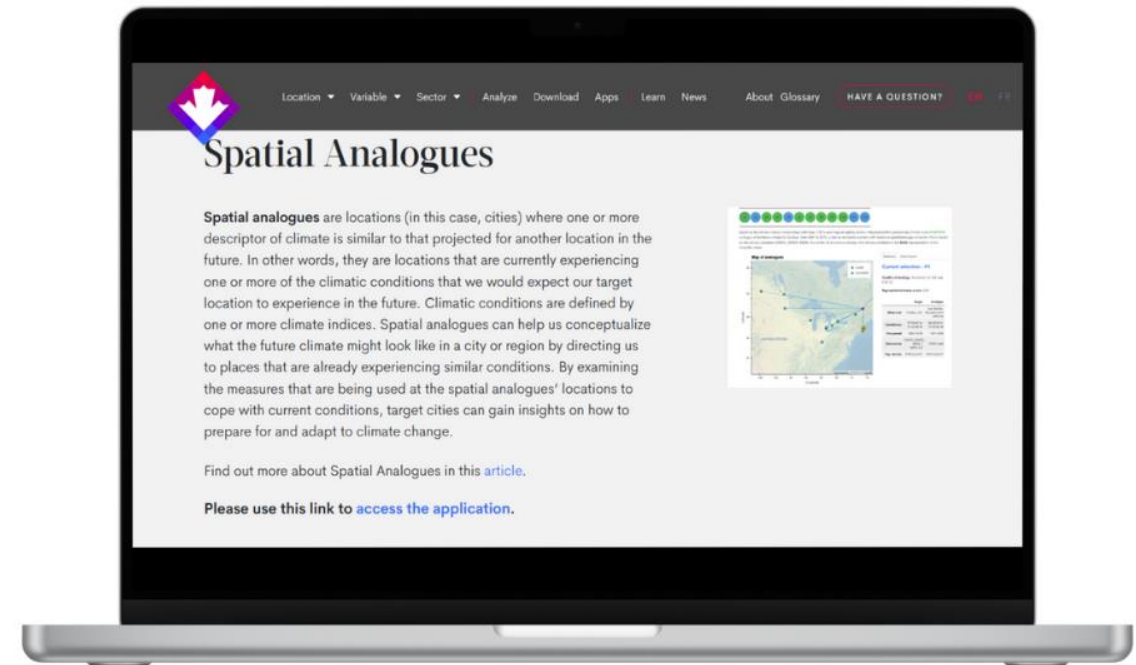 Location Variable Sector Analyze Download Apps Learn News About Glossary HAVE A QUESTION? EN FR
Spatial Analogues
Spatial analogues are locations (in this case, cities) where one or more
descriptor of climate is similar to that projected for another location in the
future. In other words, they are locations that are currently experiencing
one or more of the climatic conditions that we would expect our target
location to experience in the future. Climatic conditions are defined by
one or more climate indices. Spatial analogues can help us conceptualize
what the future climate might look like in a city or region by directing us
to places that are already experiencing similar conditions. By examining
the measures that are being used at the spatial analogues' locations to
cope with current conditions, target cities can gain insights on how to
prepare for and adapt to climate change.
Find out more about Spatial Analogues in this article.
Please use this link to access the application.
Map of analogues